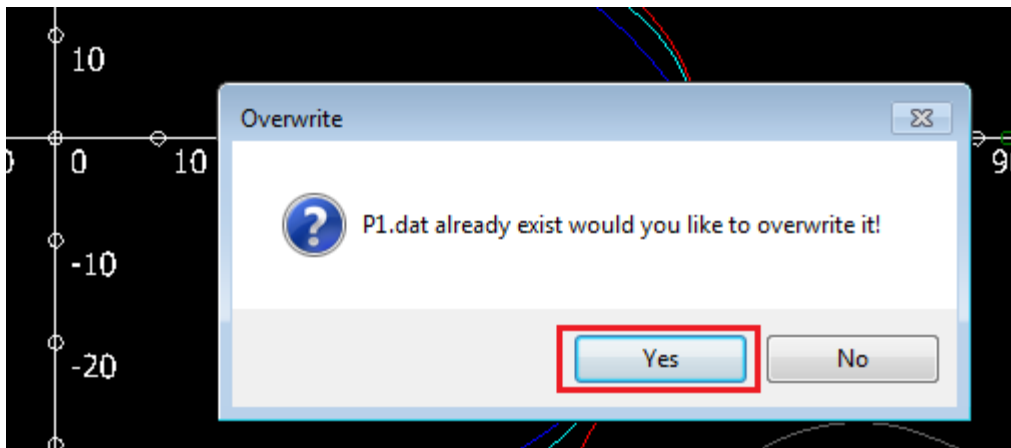 10
0
10
Overwrite
P1.dat already exist would you like to overwrite it!
-10
-20
Yes
No